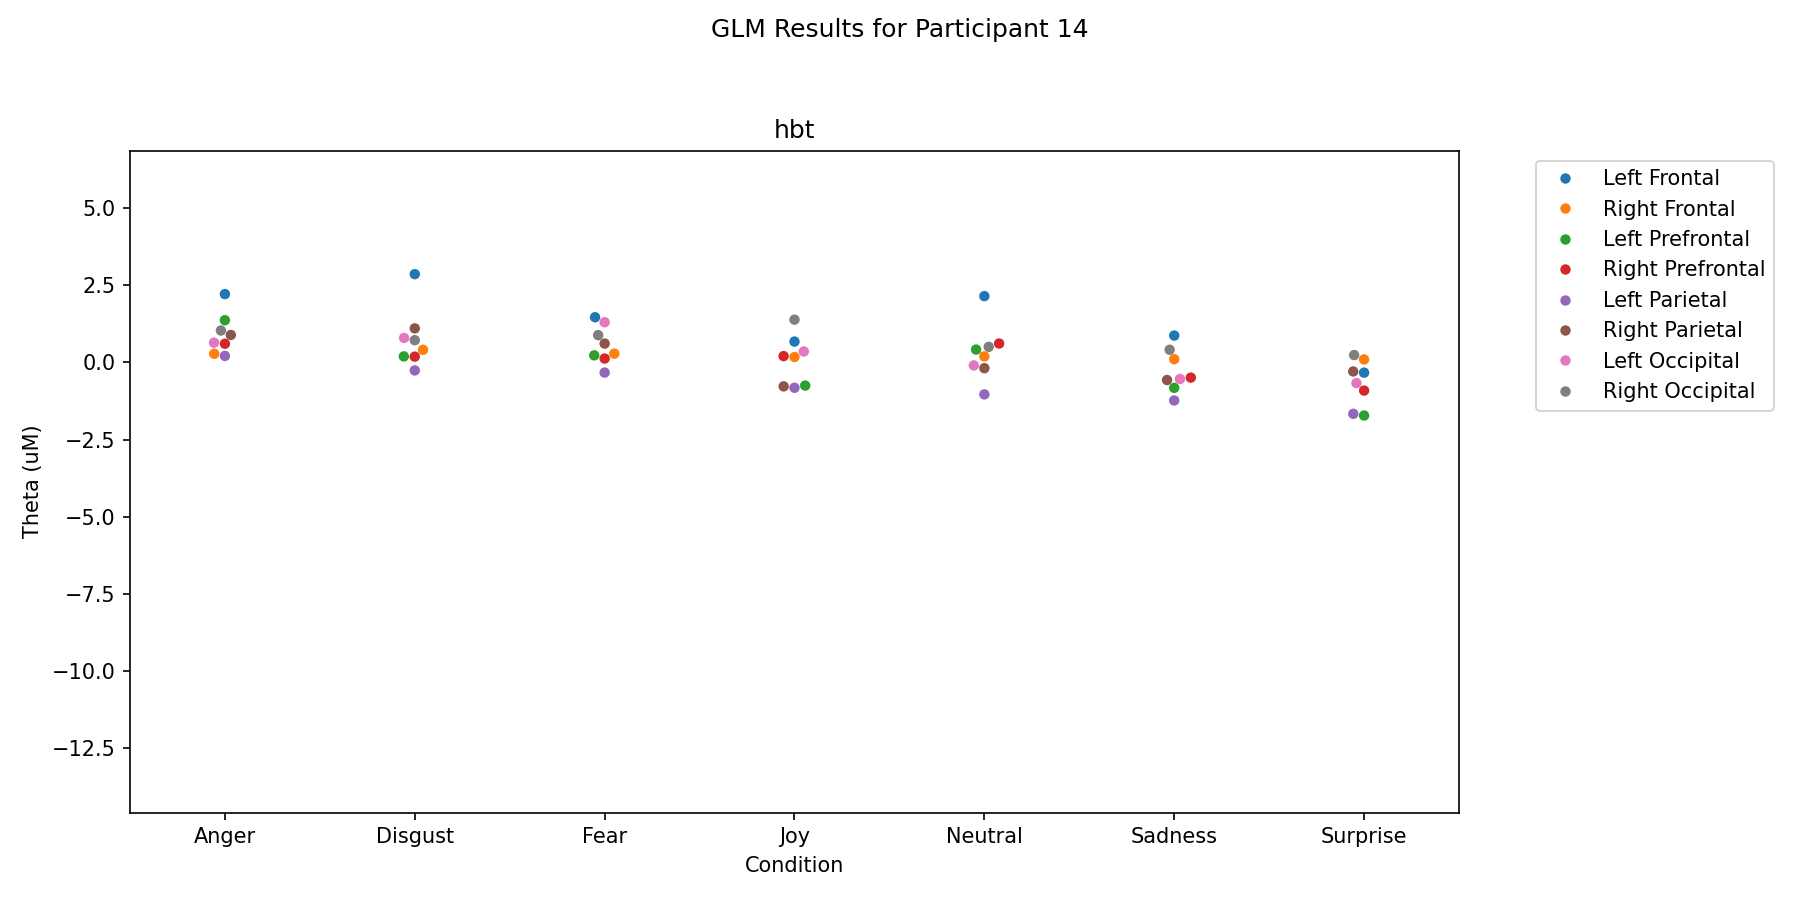 GLM Results for Participant 14
hbt
Theta (uM)
5.0
2.5
0.0
−2.5
−5.0
−7.5
−10.0
−12.5
Anger Disgust Fear Joy Neutral Sadness Surprise
Condition
Left Frontal
Right Frontal
Left Prefrontal
Right Prefrontal
Left Parietal
Right Parietal
Left Occipital
Right Occipital